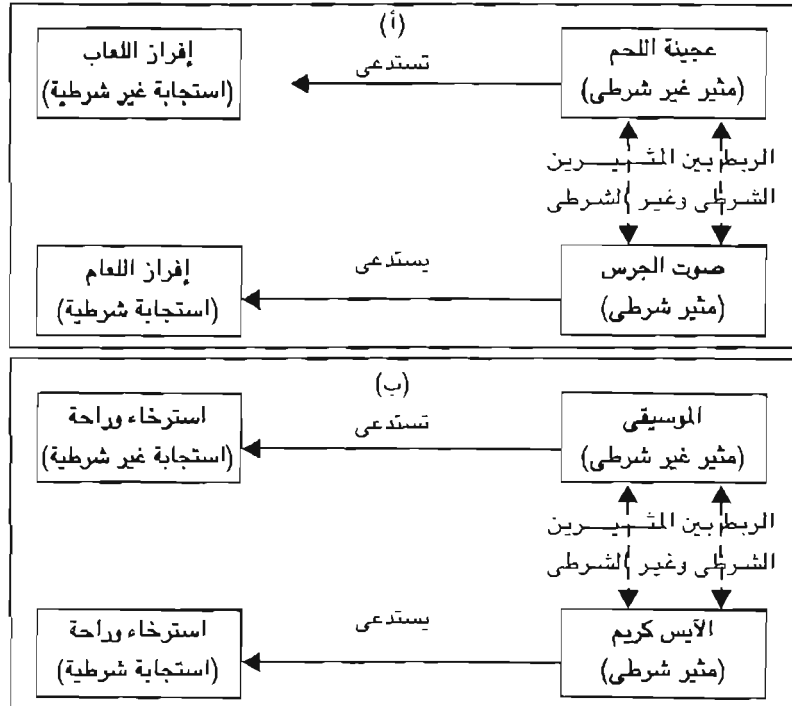 (أ)
عجينة اللحم
(مثير غير شرطى)
تستدعى
إفراز اللعاب
(استجابة غير شرطية)
الربط بين المثيرين
الشرطى وغير الشرطى
صوت الجرس
(مثير شرطى)
يستدعى
إفراز اللعام
(استجابة شرطية)
(ب)
الموسيقى
(مثير غير شرطى)
تستدعى
استرخاء وراحة
(استجابة غير شرطية)
الربط بين المثيرين
الشرطى وغير الشرطى
الآيس كريم
(مثير شرطى)
يستدعى
استرخاء وراحة
(استجابة شرطية)